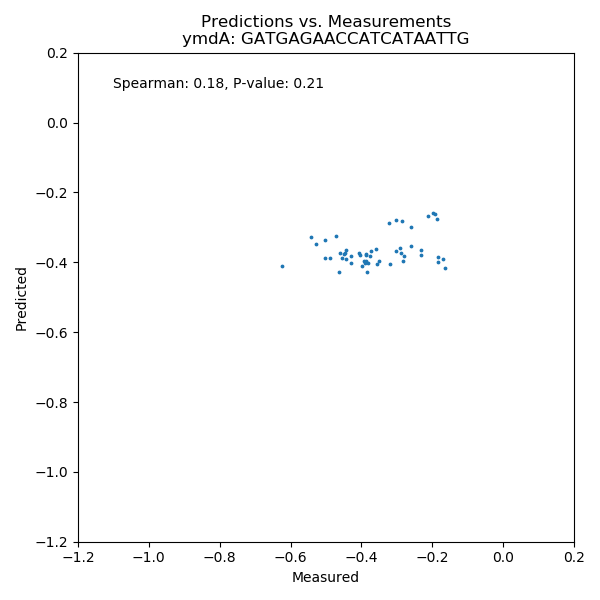 Predictions vs. Measurements
ymdA: GATGAGAACCATCATAATTG
Spearman: 0.18, P-value: 0.21
0.2
0.0
−0.2
−0.4
−0.6
−0.8
−1.0
−1.2
Predicted
−1.2 −1.0 −0.8 −0.6 −0.4 −0.2 0.0 0.2
Measured